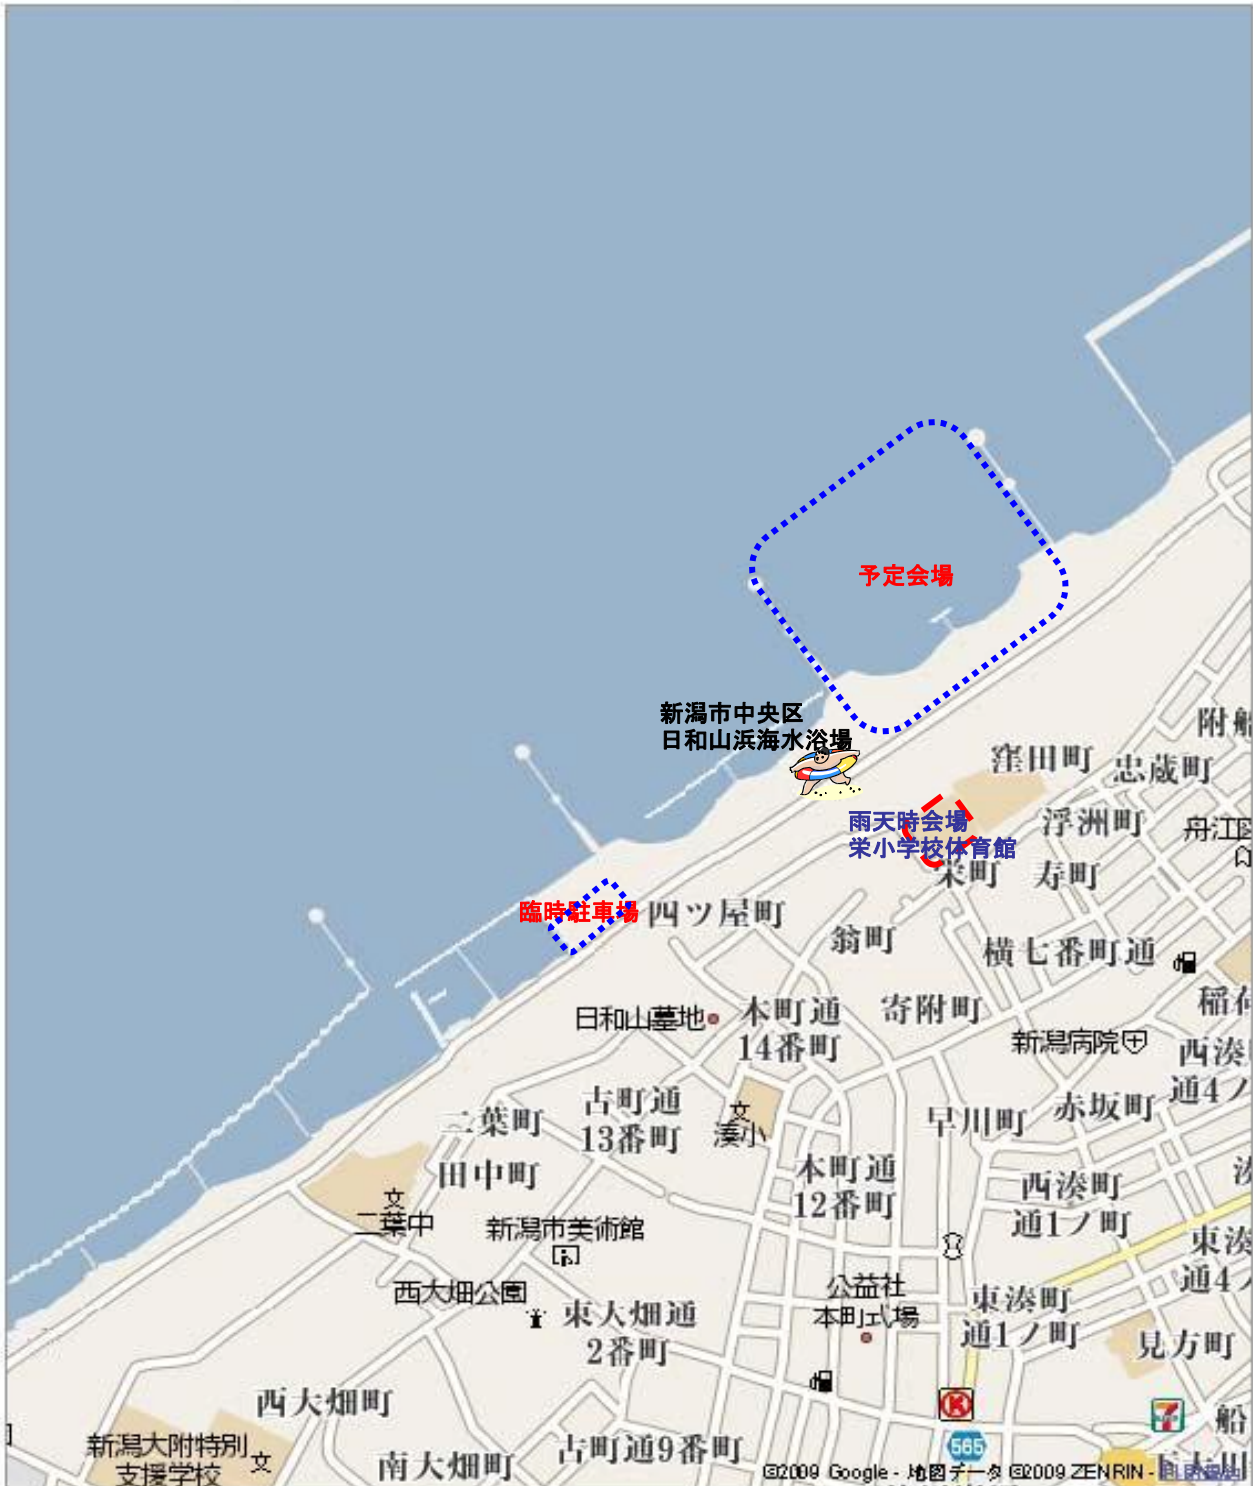 予定会場
新潟市中央区
日和山浜海水浴場
附船
窪田町
忠蔵町
雨天時会場
栄小学校体育館
浮洲町
舟江
栄町
寿町
臨時駐車場
四ツ屋町
翁町
横七番町通
稲荷
日和山墓地
本町通
14番町
寄附町
新潟病院
西湊
通4ノ
古町通
13番町
二葉町
湊小
早川町
赤坂町
田中町
本町通
12番町
西湊町
通1ノ町
湊
二葉中
新潟市美術館
東湊
通4ノ
西大畑公園
公益社
本町式場
東湊町
通1ノ町
東大畑通
2番町
見方町
西大畑町
K
船
新潟大附特別
支援学校
南大畑町
古町通9番町
565
下大川
©2009 Google - 地図データ ©2009 ZENRIN -